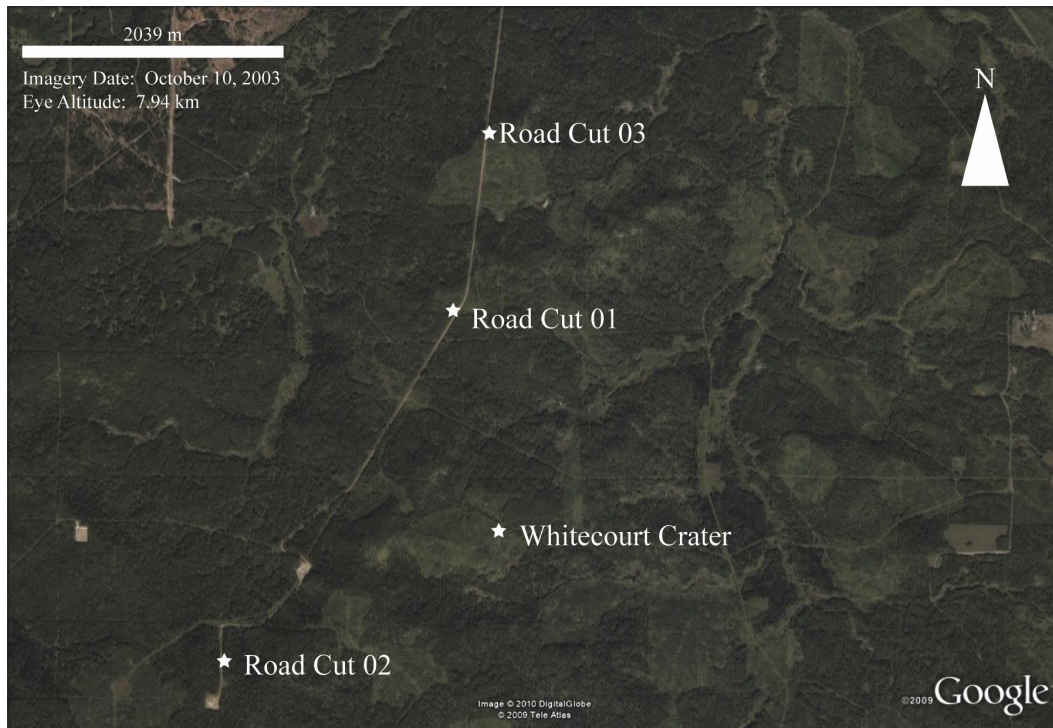 2039 m
Imagery Date: October 10, 2003
Eye Altitude: 7.94 km
N
Road Cut 03
Road Cut 01
Whitecourt Crater
Road Cut 02
Image © 2010 DigitalGlobe
© 2009 Tele Atlas
©2009 Google